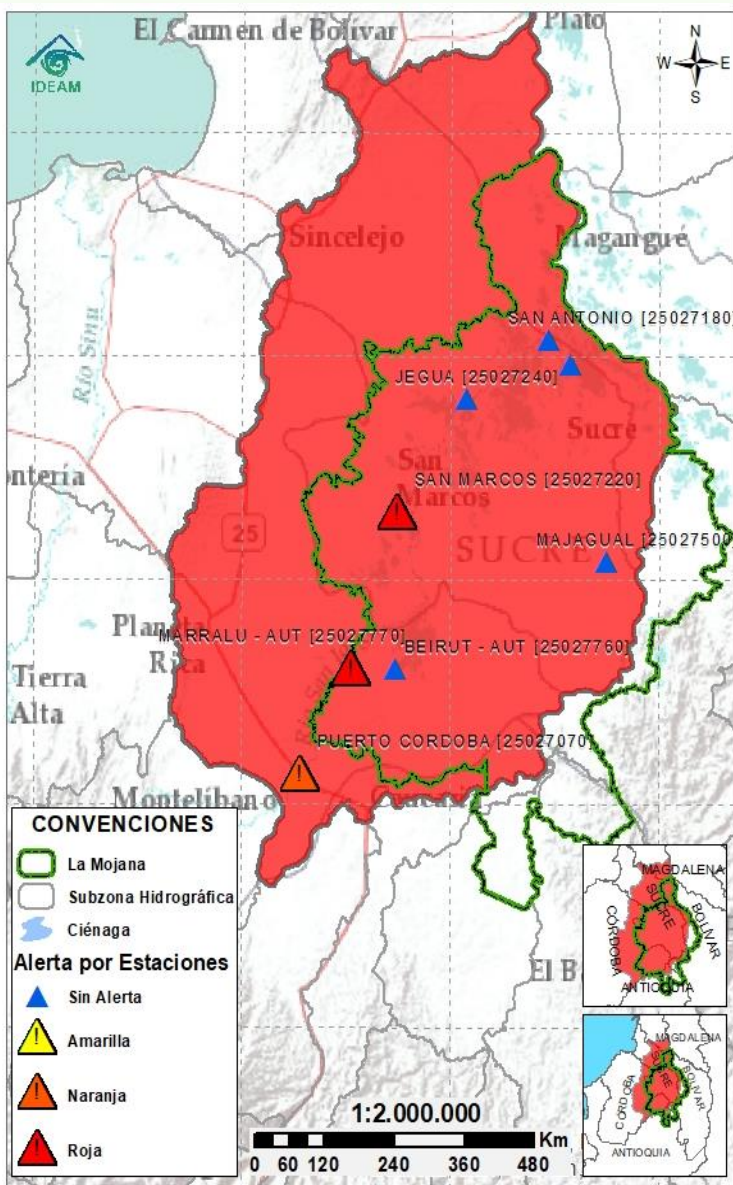 El Carmen de Bolívar
Plato
IDEAM
N
W E
S
Sincelejo
Magangué
Río Sinú
SAN ANTONIO [25027180]
JEGUA [25027240]
Sucre
San
Marcos
SAN MARCOS [25027220]
ntería
25
SUCRE
MAJAGUAL [25027500]
Planeta
Rica
MARRALU - AUT [25027770]
BEIRUT - AUT [25027760]
Tierra
Alta
PUERTO CORDOBA [25027070]
Montelibano
CONVENCIONES
La Mojana
Subzona Hidrográfica
Ciénaga
Alerta por Estaciones
Sin Alerta
Amarilla
Naranja
Roja
El B
1:2.000.000
Km
0 60 120 240 360 480
MAGDALENA
SUCRE
BOLIVAR
CORDOBA
ANTIOQUIA
MAGDALENA
SUCRE
BOLIVAR
CORDOBA
ANTIOQUIA